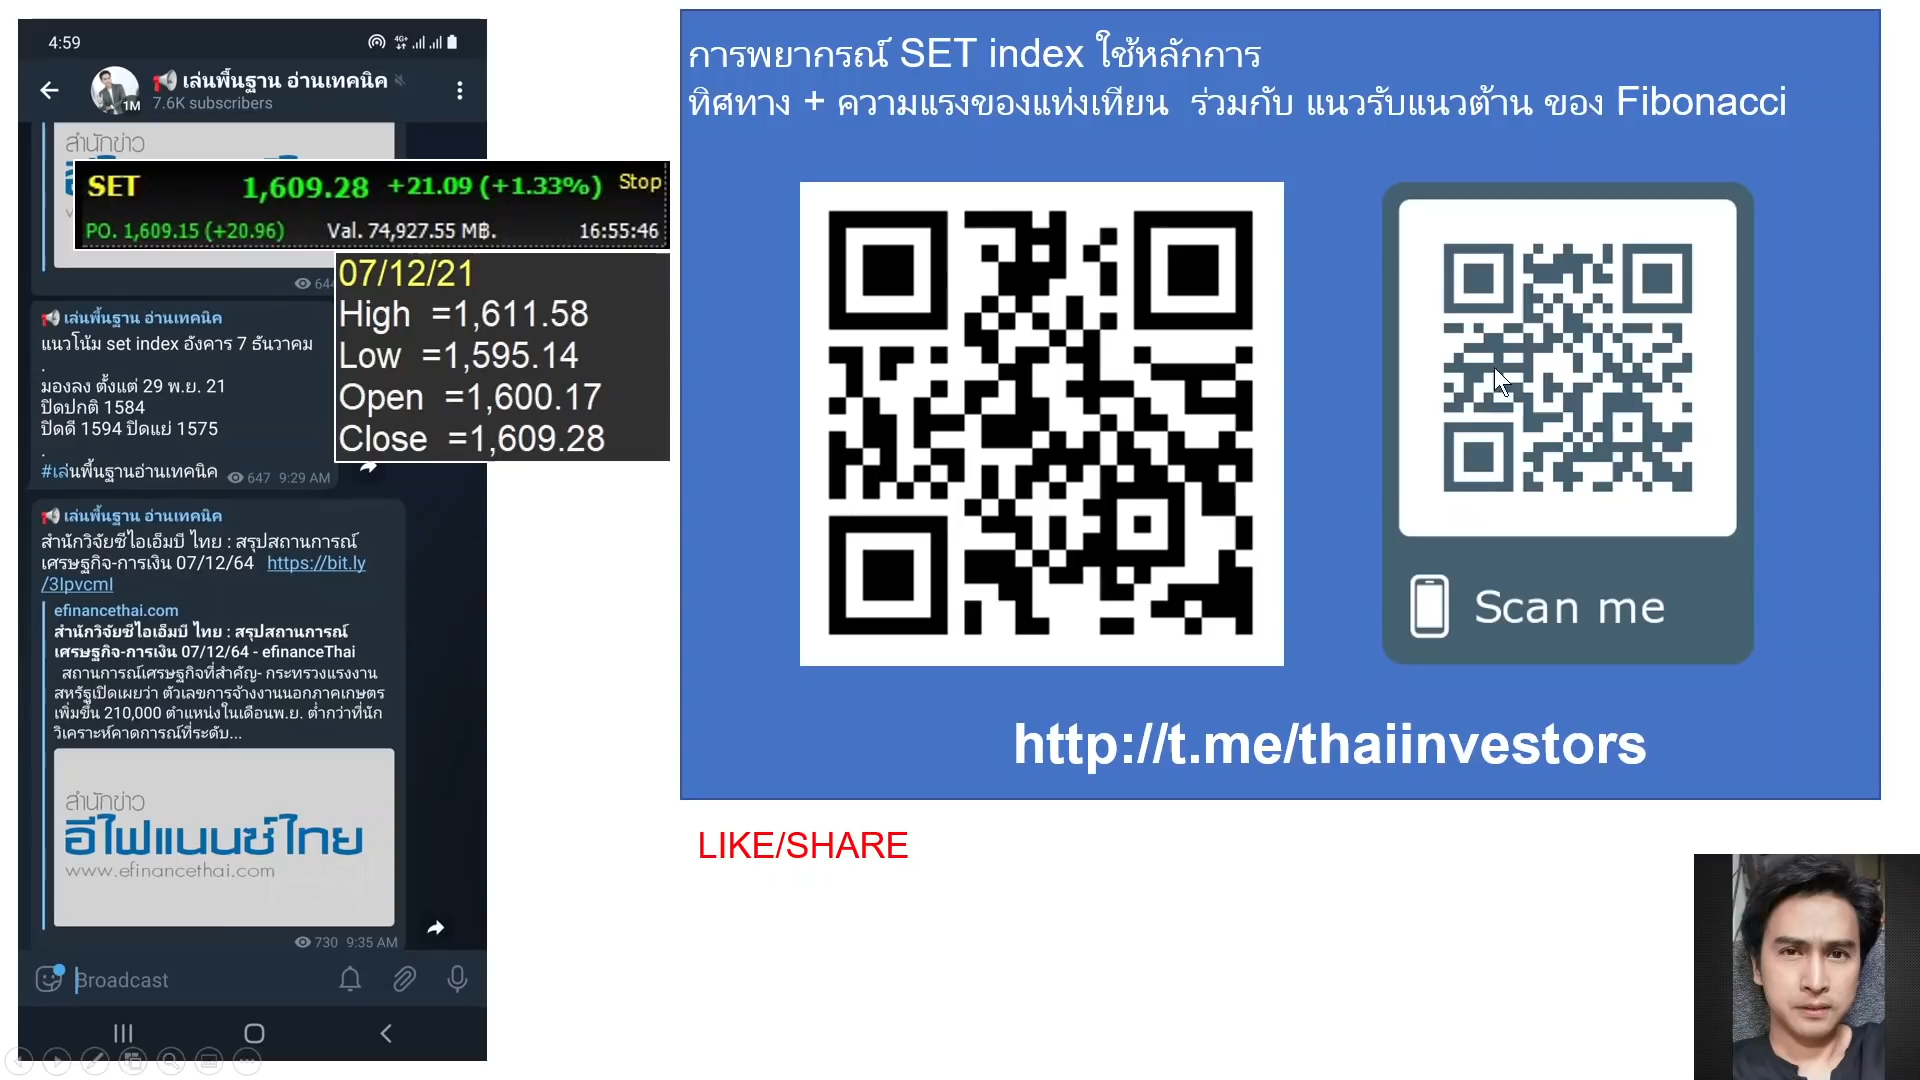 4:59
เล่นพื้นฐาน อ่านเทคนิค
1M
7.6K subscribers
สำนักข่าว
SET 1,609.28 +21.09 (+1.33%) Stop
PO. 1,609.15 (+20.96) Val. 74,927.55 M฿. 16:55:46
07/12/21
High =1,611.58
Low =1,595.14
Open =1,600.17
Close =1,609.28
เล่นพื้นฐาน อ่านเทคนิค
แนวโน้ม set index อังคาร 7 ธันวาคม
.
มองลง ตั้งแต่ 29 พ.ย. 21
ปิดปกติ 1584
ปิดดี 1594 ปิดแย่ 1575
.
#เล่นพื้นฐานอ่านเทคนิค 647 9:29 AM
เล่นพื้นฐาน อ่านเทคนิค
สำนักวิจัยซีไอเอ็มบี ไทย : สรุปสถานการณ์
เศรษฐกิจ-การเงิน 07/12/64 https://bit.ly
/3lpvcml
efinancethai.com
สำนักวิจัยซีไอเอ็มบี ไทย : สรุปสถานการณ์
เศรษฐกิจ-การเงิน 07/12/64 - efinanceThai
สถานการณ์เศรษฐกิจที่สำคัญ- กระทรวงแรงงาน
สหรัฐเปิดเผยว่า ตัวเลขการจ้างงานนอกภาคเกษตร
เพิ่มขึ้น 210,000 ตำแหน่งในเดือนพ.ย. ต่ำกว่าที่นัก
วิเคราะห์คาดการณ์ที่ระดับ...
สำนักข่าว
อีไฟแนนซ์ไทย
www.efinancethai.com
730 9:35 AM
Broadcast
การพยากรณ์ SET index ใช้หลักการ
ทิศทาง + ความแรงของแท่งเทียน ร่วมกับ แนวรับแนวต้าน ของ Fibonacci
Scan me
http://t.me/thaiinvestors
LIKE/SHARE